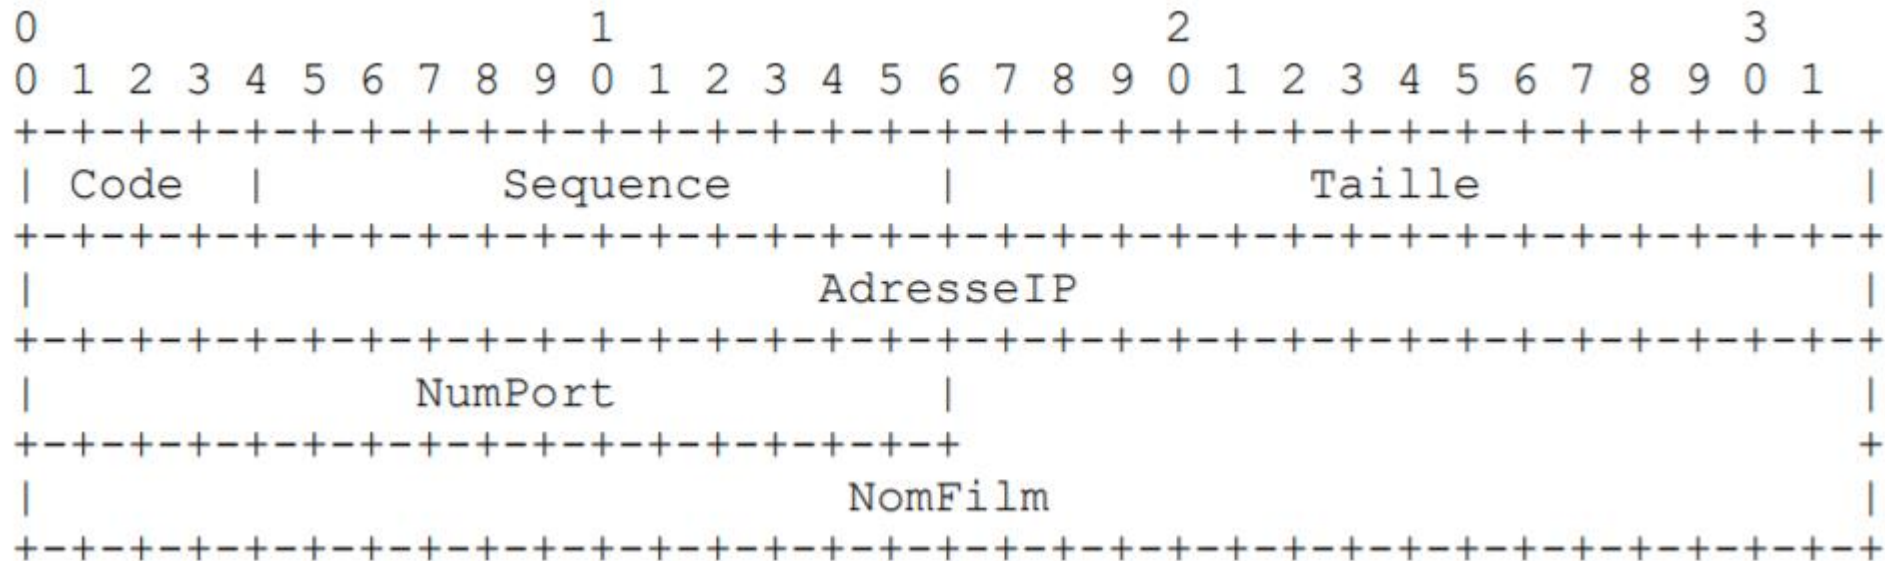 0                   1                   2                   3
0 1 2 3 4 5 6 7 8 9 0 1 2 3 4 5 6 7 8 9 0 1 2 3 4 5 6 7 8 9 0 1
+-+-+-+-+-+-+-+-+-+-+-+-+-+-+-+-+-+-+-+-+-+-+-+-+-+-+-+-+-+-+-+-+
| Code  |        Sequence       |            Taille             |
+-+-+-+-+-+-+-+-+-+-+-+-+-+-+-+-+-+-+-+-+-+-+-+-+-+-+-+-+-+-+-+-+
|                           AdresseIP                           |
+-+-+-+-+-+-+-+-+-+-+-+-+-+-+-+-+-+-+-+-+-+-+-+-+-+-+-+-+-+-+-+-+
|             NumPort           |                               |
+-+-+-+-+-+-+-+-+-+-+-+-+-+-+-+-+                               +
|                            NomFilm                            |
+-+-+-+-+-+-+-+-+-+-+-+-+-+-+-+-+-+-+-+-+-+-+-+-+-+-+-+-+-+-+-+-+